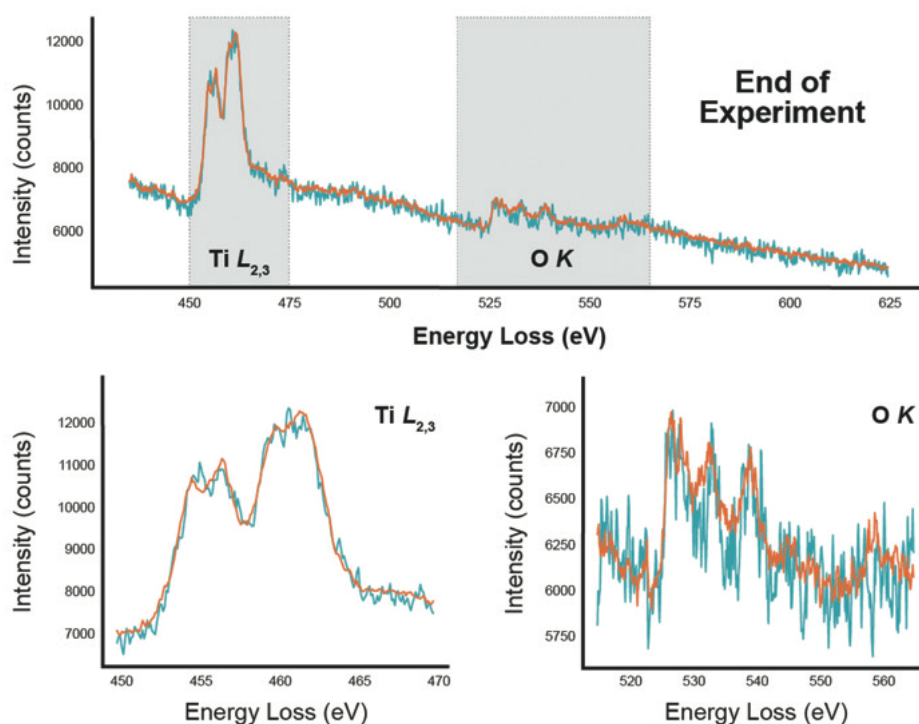 12000
10000
8000
6000
Intensity (counts)
End of
Experiment
Ti L2,3
O K
450
475
500
525
550
575
600
625
Energy Loss (eV)
Ti L2,3
12000
11000
10000
9000
8000
7000
Intensity (counts)
450
455
460
465
470
Energy Loss (eV)
O K
7000
6750
6500
6250
6000
5750
Intensity (counts)
520
530
540
550
560
Energy Loss (eV)